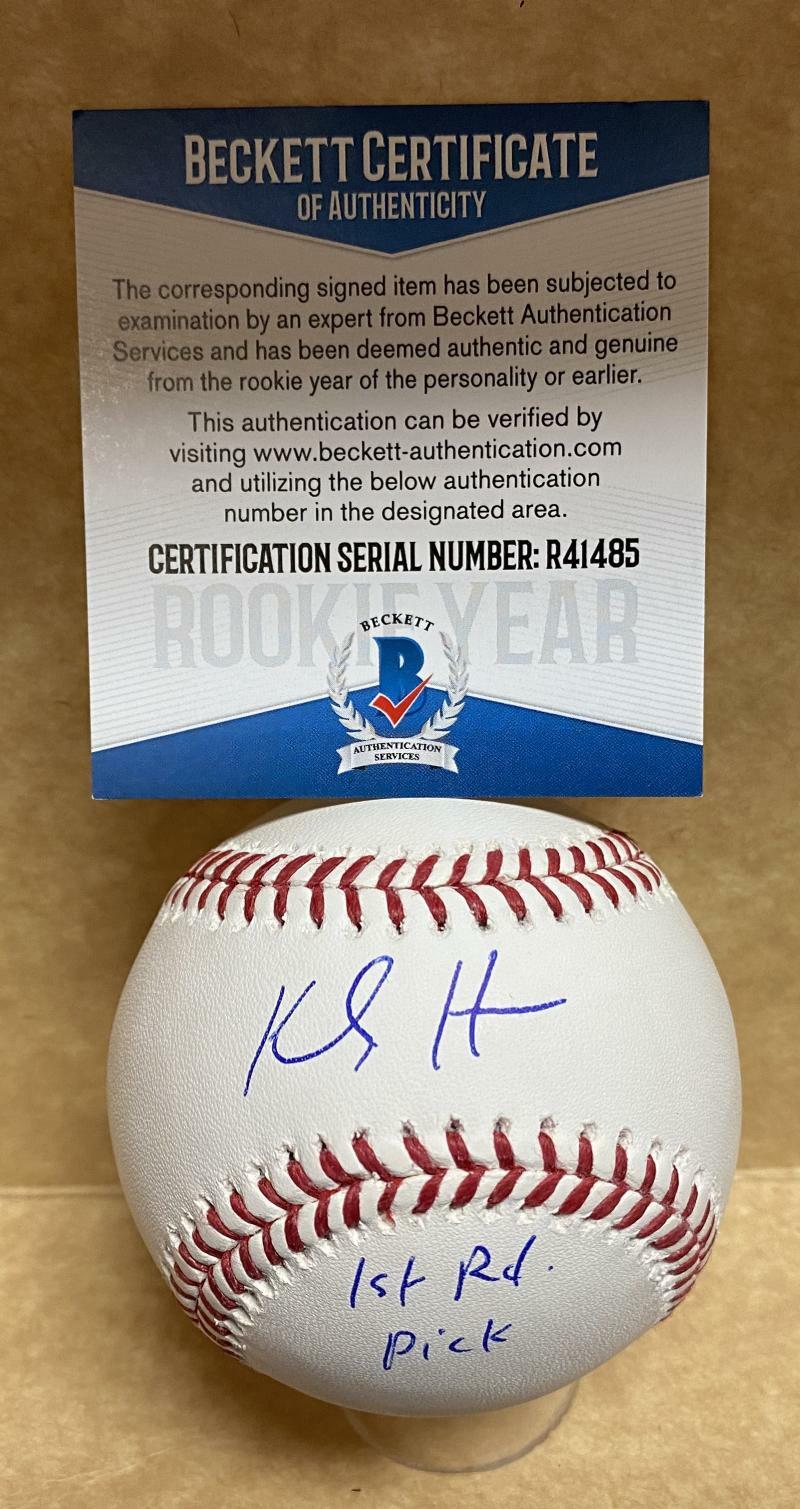 BECKETT CERTIFICATE
OF AUTHENTICITY
The corresponding signed item has been subjected to
examination by an expert from Beckett Authentication
Services and has been deemed authentic and genuine
from the rookie year of the personality or earlier.
This authentication can be verified by
visiting www.beckett-authentication.com
and utilizing the below authentication
number in the designated area.
CERTIFICATION SERIAL NUMBER: R41485
ROOKIE YEAR
BECKETT
B
AUTHENTICATION
SERVICES
1st Rd.
Pick